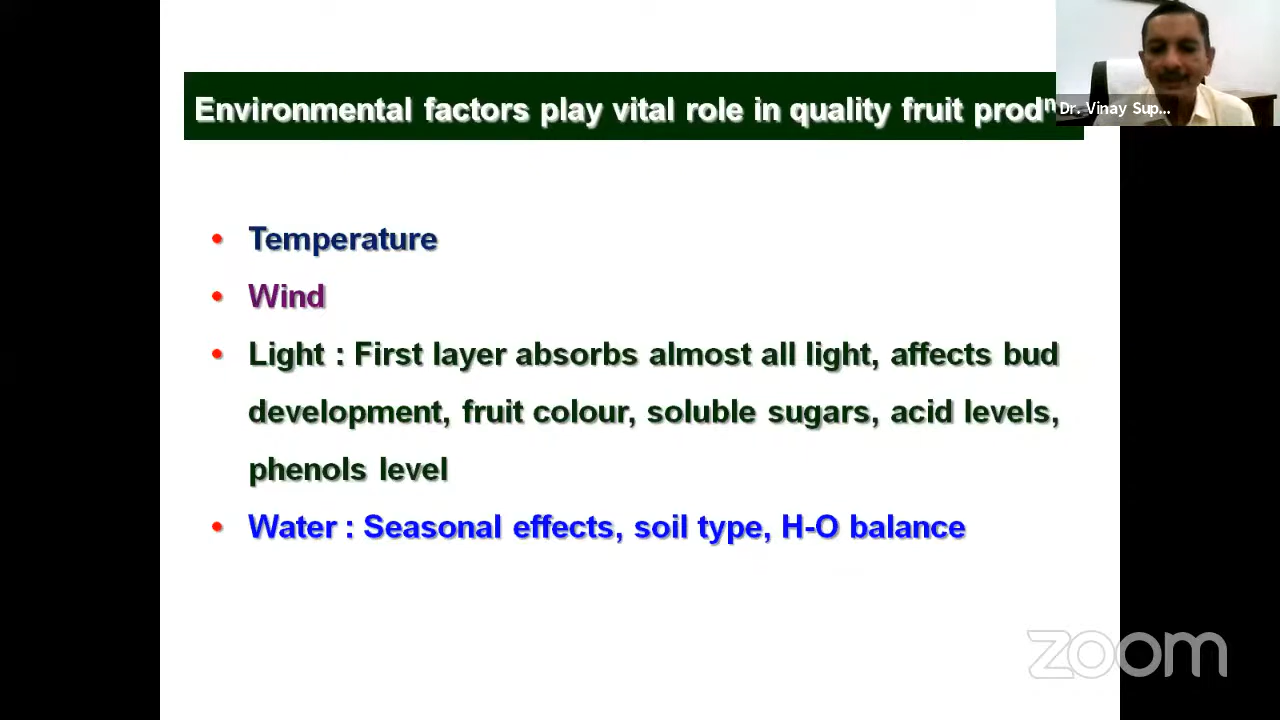 Environmental factors play vital role in quality fruit prodⁿ
Dr. Vinay Sup...
• Temperature
• Wind
• Light : First layer absorbs almost all light, affects bud
development, fruit colour, soluble sugars, acid levels,
phenols level
• Water : Seasonal effects, soil type, H-O balance
zoom